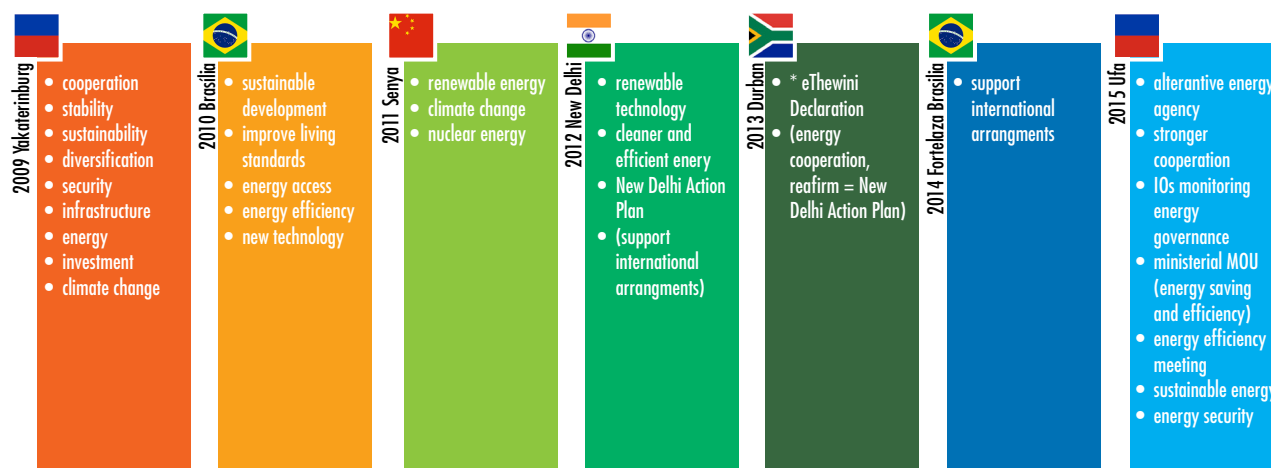 2009 Yakaterinburg
• cooperation
• stability
• sustainability
• diversification
• security
• infrastructure
• energy
• investment
• climate change
2010 Brasília
• sustainable
development
• improve living
standards
• energy access
• energy efficiency
• new technology
2011 Senya
• renewable energy
• climate change
• nuclear energy
2012 New Delhi
• renewable
technology
• cleaner and
efficient enery
• New Delhi Action
Plan
• (support
international
arrangments)
2013 Durban
• * eThewini
Declaration
• (energy
cooperation,
reafirm = New
Delhi Action Plan)
2014 Fortelaza Brasilia
• support
international
arrangments
2015 Ufa
• alterantive energy
agency
• stronger
cooperation
• IOs monitoring
energy
governance
• ministerial MOU
(energy saving
and efficiency)
• energy efficiency
meeting
• sustainable energy
• energy security